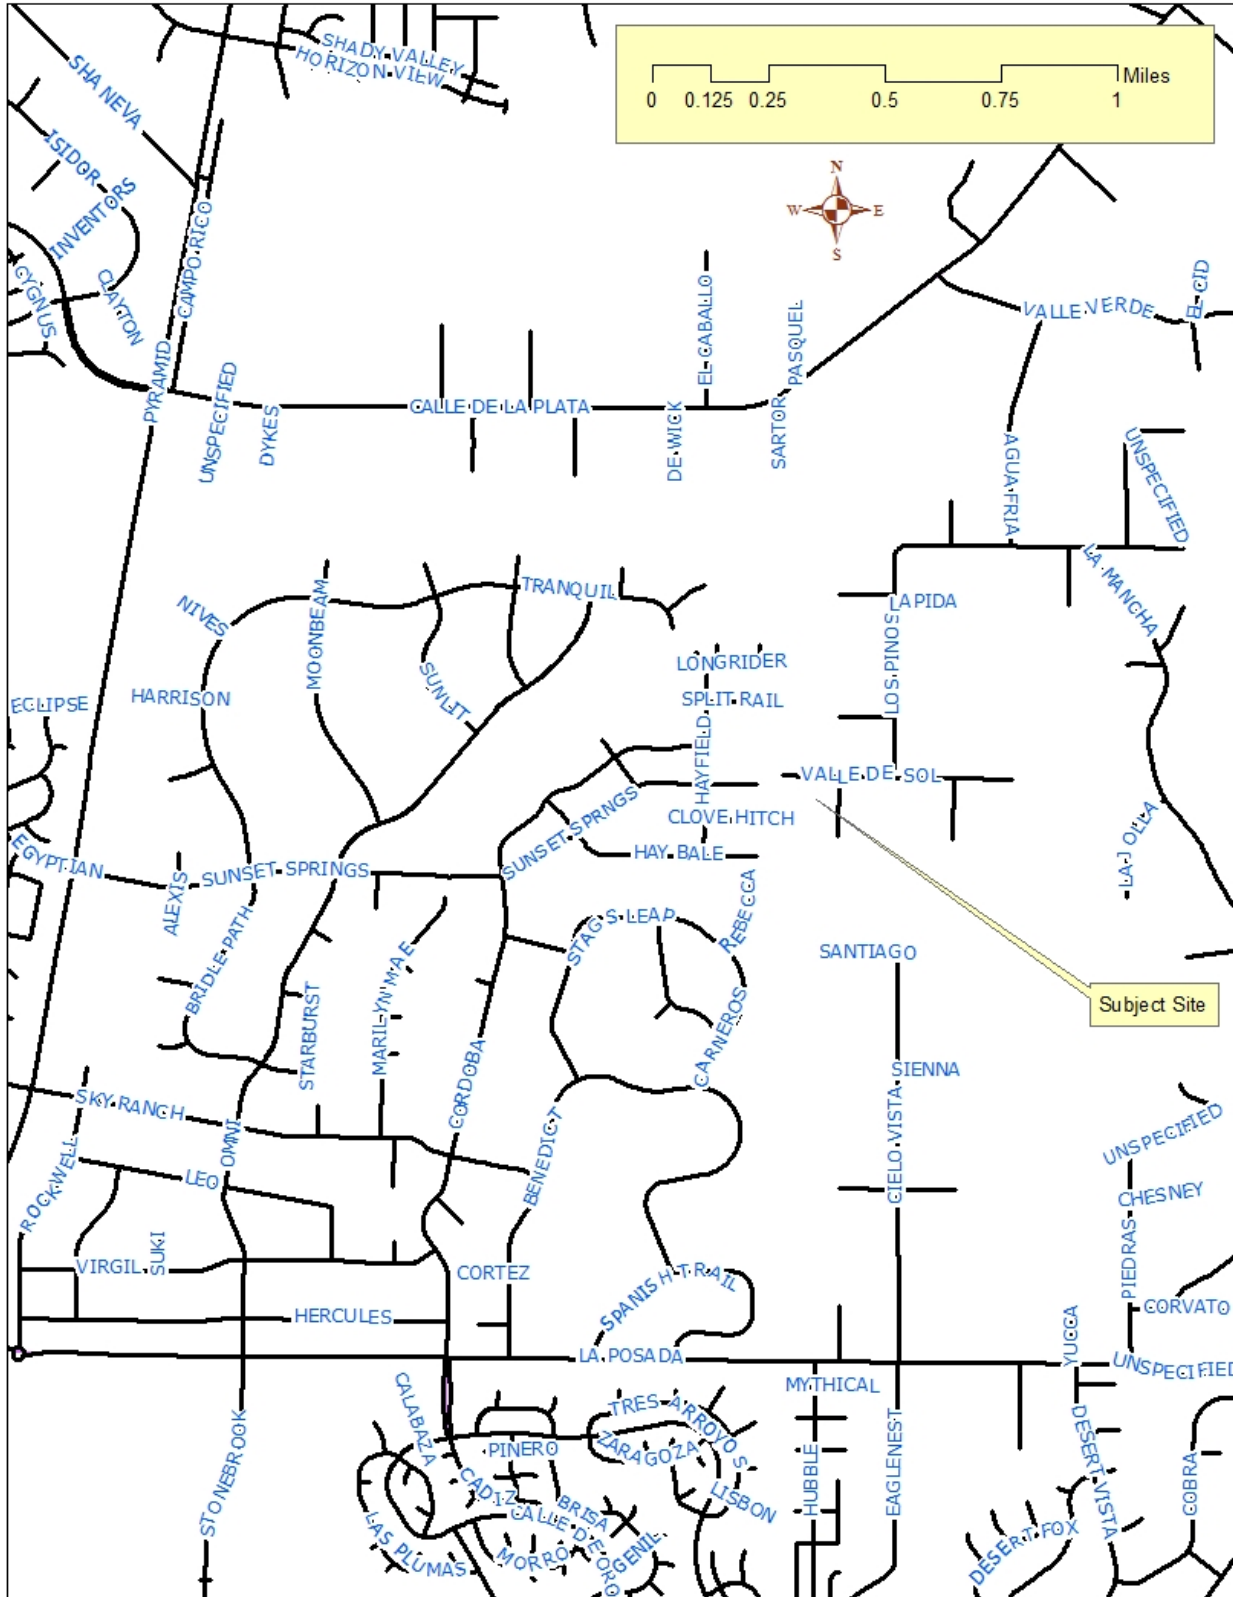 SHADY VALLEY
HORIZON VIEW
SHA NEVA
Miles
0 0.125 0.25 0.5 0.75 1
ISIDOR
N
W E
S
INVENTORS
CAMPO RICO
CYGNUS
CLAYTON
EL CABALLO
PASQUEL
VALLE VERDE
EL CID
PYRAMID
UNSPECIFIED
DYKES
CALLE DE LA PLATA
DE WICK
SARTOR
AGUA FRIA
UNSPECIFIED
LA MANCHA
NIVES
MOONBEAM
TRANQUIL
LA PIDA
LOS PINOS
LONGRIDER
ECLIPSE
HARRISON
SUNLIT
SPLIT RAIL
HAYFIELD
VALLE DE SOL
SUNSET SPRNGS
CLOVE HITCH
LA JOLLA
EGYPTIAN
SUNSET SPRINGS
HAY BALE
ALEXIS
BRIDLE PATH
STAGS LEAP
REBECCA
SANTIAGO
MARILYN MAE
STARBURST
CARNEROS
Subject Site
CORDOBA
SIENNA
SKY RANCH
OMNI
CIELO VISTA
UNSPECIFIED
ROCKWELL
LEO
BENEDICT
CHESNEY
PIEDRAS
VIRGIL
SUKI
CORTEZ
SPANISH TRAIL
CORVATO
HERCULES
YUCCA
LA POSADA
UNSPECIFIED
MYTHICAL
CALABAZA
TRES ARROYOS
STONEBROOK
PINERO
ZARAGOZA
HUBBLE
EAGLENEST
DESERT VISTA
COBRA
CADIZ
LISBON
BRISA
CALLE DE ORO
LAS PLUMAS
MORRO
GENIL
DESERT FOX